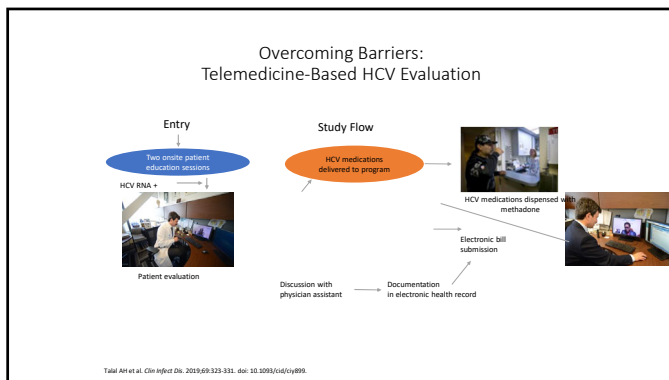 Overcoming Barriers:
Telemedicine-Based HCV Evaluation
Entry
Two onsite patient
education sessions
HCV RNA +
Patient evaluation
Study Flow
HCV medications
delivered to program
HCV medications dispensed with
methadone
Electronic bill
submission
Discussion with
physician assistant
Documentation
in electronic health record
Talal AH et al. Clin Infect Dis. 2019;69:323-331. doi: 10.1093/cid/ciy899.